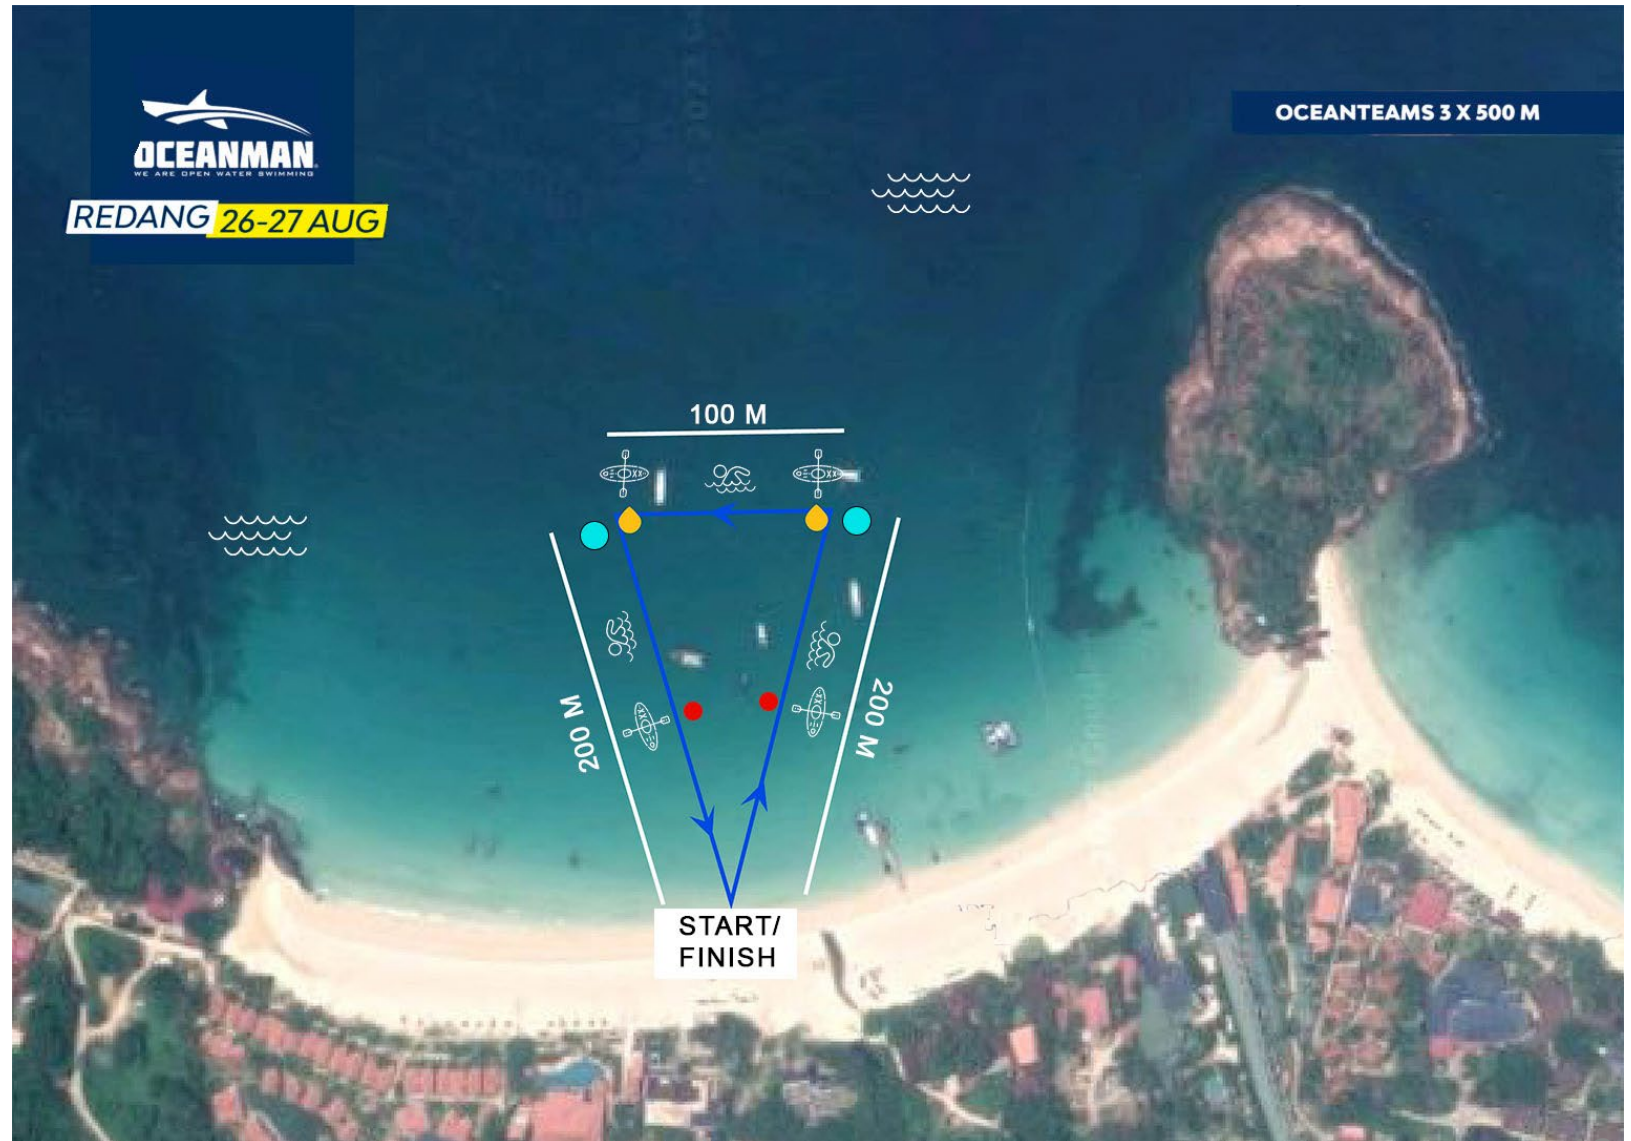 OCEANMAN
WE ARE OPEN WATER SWIMMING
REDANG 26-27 AUG
OCEANTEAMS 3 X 500 M
100 M
200 M
200 M
START/
FINISH